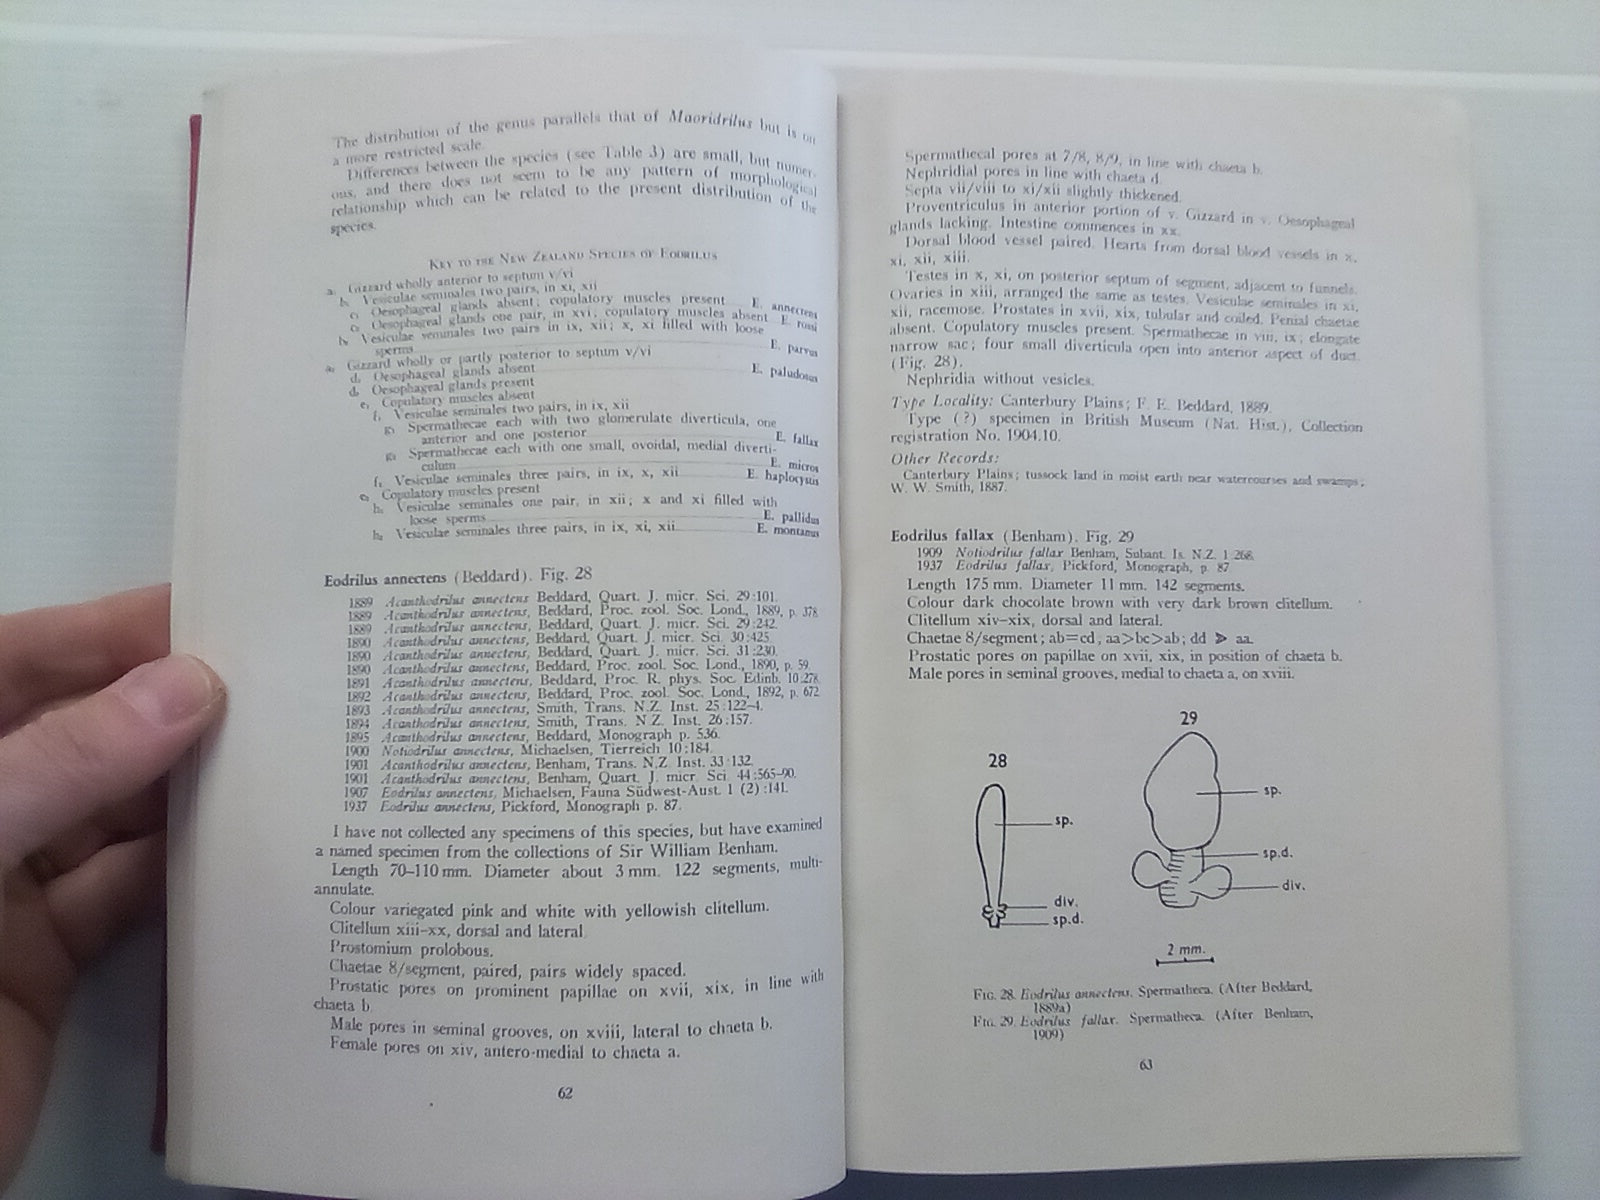 The distribution of the genus parallels that of Maoridrilus but is on
a more restricted scale.
Differences between the species (see Table 3) are small, but numer-
ous, and there does not seem to be any pattern of morphological
relationship which can be related to the present distribution of the
species.
KEY TO THE NEW ZEALAND SPECIES OF EODRILUS
a₁ Gizzard wholly anterior to septum v/vi
b₁ Vesiculae seminales two pairs, in xi, xii
c₁ Oesophageal glands absent; copulatory muscles present E. annectens
c₂ Oesophageal glands one pair, in xvi; copulatory muscles absent E. rossi
b₂ Vesiculae seminales two pairs in ix, xii; x, xi filled with loose
sperms E. parvus
a₂ Gizzard wholly or partly posterior to septum v/vi
d₁ Oesophageal glands absent E. paludosus
d₂ Oesophageal glands present
e₁ Copulatory muscles absent
f₁ Vesiculae seminales two pairs, in ix, xii
g₁ Spermathecae each with two glomerulate diverticula, one
anterior and one posterior E. fallax
g₂ Spermathecae each with one small, ovoidal, medial diverti-
culum E. micros
f₂ Vesiculae seminales three pairs, in ix, x, xii E. haplocystis
e₂ Copulatory muscles present
h₁ Vesiculae seminales one pair, in xii; x and xi filled with
loose sperms E. pallidus
h₂ Vesiculae seminales three pairs, in ix, xi, xii E. montanus
Eodrilus annectens (Beddard). Fig. 28
1889 Acanthodrilus annectens Beddard, Quart. J. micr. Sci. 29:101.
1889 Acanthodrilus annectens, Beddard, Proc. zool. Soc. Lond., 1889, p. 378.
1889 Acanthodrilus annectens, Beddard, Quart. J. micr. Sci. 29:242.
1890 Acanthodrilus annectens, Beddard, Quart. J. micr. Sci. 30:425.
1890 Acanthodrilus annectens, Beddard, Quart. J. micr. Sci. 31:230.
1890 Acanthodrilus annectens, Beddard, Proc. zool. Soc. Lond., 1890, p. 59.
1891 Acanthodrilus annectens, Beddard, Proc. R. phys. Soc. Edinb. 10:278.
1892 Acanthodrilus annectens, Beddard, Proc. zool. Soc. Lond., 1892, p. 672.
1893 Acanthodrilus annectens, Smith, Trans. N.Z. Inst. 25:122–4.
1894 Acanthodrilus annectens, Smith, Trans. N.Z. Inst. 26:157.
1895 Acanthodrilus annectens, Beddard, Monograph p. 536.
1900 Notiodrilus annectens, Michaelsen, Tierreich 10:184.
1901 Acanthodrilus annectens, Benham, Trans. N.Z. Inst. 33:132.
1901 Acanthodrilus annectens, Benham, Quart. J. micr. Sci. 44:565–90.
1907 Eodrilus annectens, Michaelsen, Fauna Südwest-Aust. 1 (2):141.
1937 Eodrilus annectens, Pickford, Monograph p. 87.
I have not collected any specimens of this species, but have examined
a named specimen from the collections of Sir William Benham.
Length 70–110 mm. Diameter about 3 mm. 122 segments, multi-
annulate.
Colour variegated pink and white with yellowish clitellum.
Clitellum xiii–xx, dorsal and lateral.
Prostomium prolobous.
Chaetae 8/segment, paired, pairs widely spaced.
Prostatic pores on prominent papillae on xvii, xix, in line with
chaeta b.
Male pores in seminal grooves, on xviii, lateral to chaeta b.
Female pores on xiv, antero-medial to chaeta a.
62
Spermathecal pores at 7/8, 8/9, in line with chaeta b.
Nephridial pores in line with chaeta d.
Septa vii/viii to xi/xii slightly thickened.
Proventriculus in anterior portion of v. Gizzard in v. Oesophageal
glands lacking. Intestine commences in xx.
Dorsal blood vessel paired. Hearts from dorsal blood vessels in x,
xi, xii, xiii.
Testes in x, xi, on posterior septum of segment, adjacent to funnels.
Ovaries in xiii, arranged the same as testes. Vesiculae seminales in xi,
xii, racemose. Prostates in xvii, xix, tubular and coiled. Penial chaetae
absent. Copulatory muscles present. Spermathecae in viii, ix; elongate
narrow sac; four small diverticula open into anterior aspect of duct.
(Fig. 28).
Nephridia without vesicles.
Type Locality: Canterbury Plains; F. E. Beddard, 1889.
Type (?) specimen in British Museum (Nat. Hist.), Collection
registration No. 1904.10.
Other Records:
Canterbury Plains; tussock land in moist earth near watercourses and swamps;
W. W. Smith, 1887.
Eodrilus fallax (Benham). Fig. 29
1909 Notiodrilus fallax Benham, Subant. Is. N.Z. 1 268.
1937 Eodrilus fallax, Pickford, Monograph, p. 87
Length 175 mm. Diameter 11 mm. 142 segments.
Colour dark chocolate brown with very dark brown clitellum.
Clitellum xiv–xix, dorsal and lateral.
Chaetae 8/segment; ab=cd, aa>bc>ab; dd ⋗ aa.
Prostatic pores on papillae on xvii, xix, in position of chaeta b.
Male pores in seminal grooves, medial to chaeta a, on xviii.
28
sp.
div.
sp.d.
29
sp.
sp.d.
div.
2 mm.
FIG. 28. Eodrilus annectens. Spermatheca. (After Beddard,
1889a)
FIG. 29. Eodrilus fallax. Spermatheca. (After Benham,
1909)
63